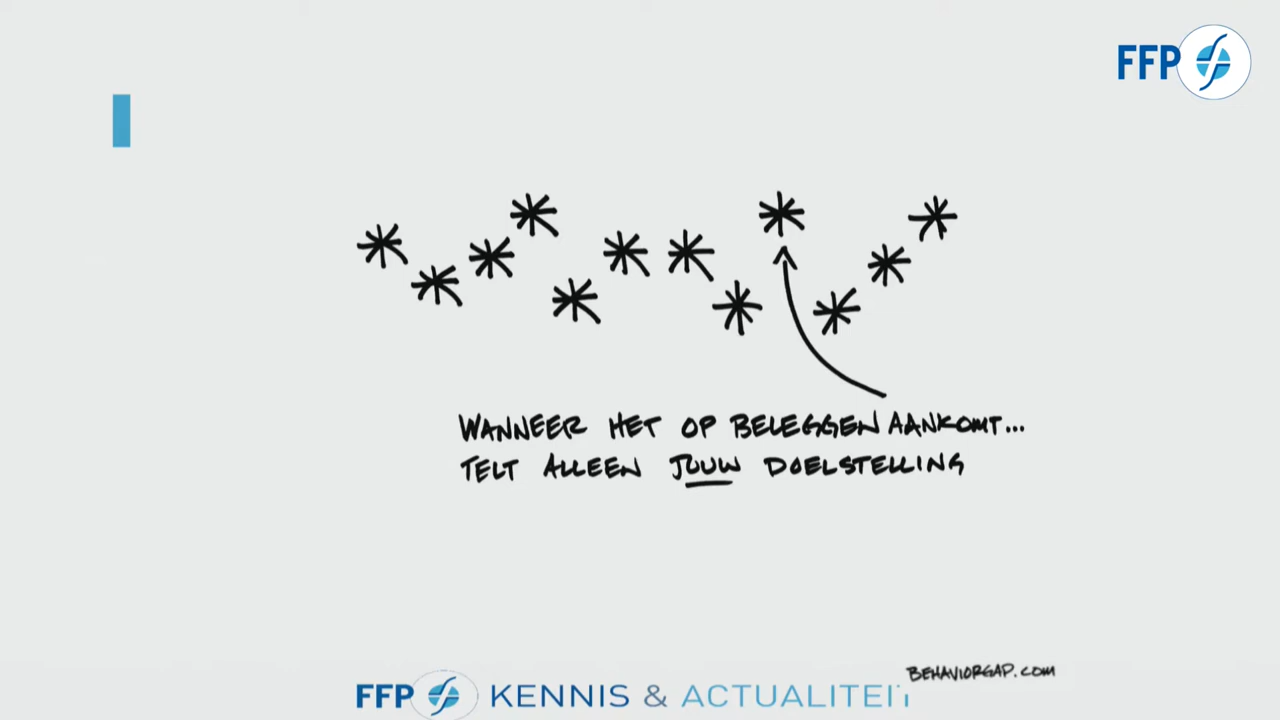 FFP
WANNEER HET OP BELEGGEN AANKOMT...
TELT ALLEEN JOUW DOELSTELLING
BEHAVIORGAP.COM
FFP KENNIS & ACTUALITEIT